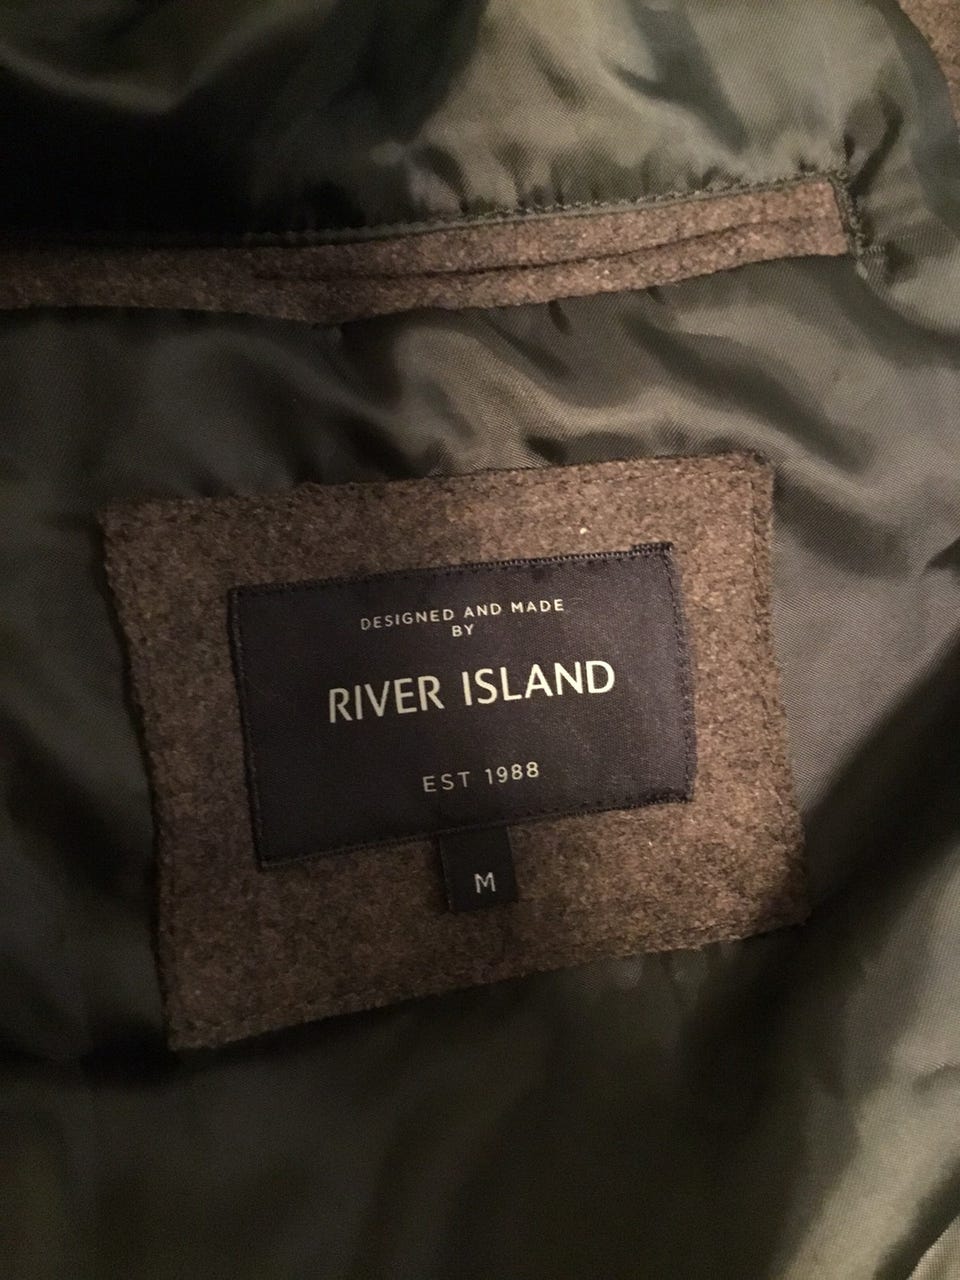 DESIGNED AND MADE
BY
RIVER ISLAND
EST 1988
M